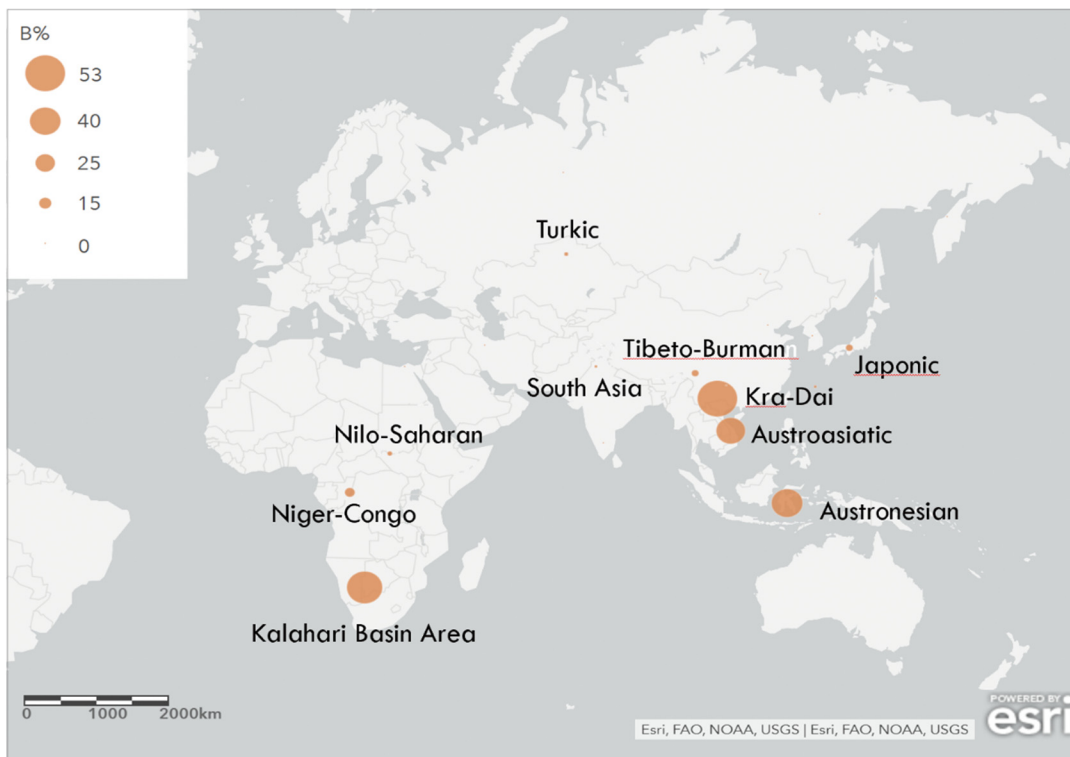 B%
53
40
25
15
0
Turkic
Tibeto-Burman
Japonic
South Asia
Kra-Dai
Nilo-Saharan
Austroasiatic
Niger-Congo
Austronesian
Kalahari Basin Area
0 1000 2000km
POWERED BY
esri
Esri, FAO, NOAA, USGS | Esri, FAO, NOAA, USGS